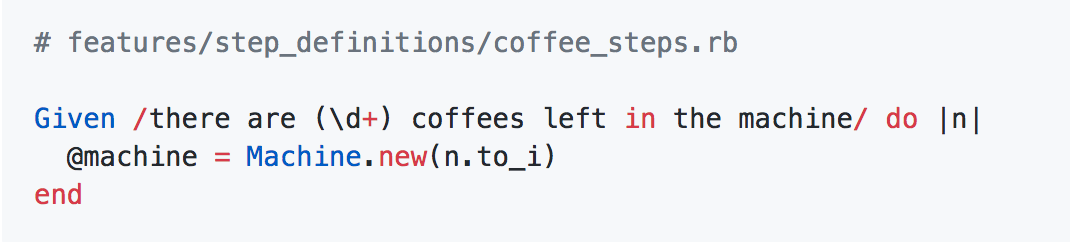 # features/step_definitions/coffee_steps.rb
Given /there are (\d+) coffees left in the machine/ do |n|
@machine = Machine.new(n.to_i)
end